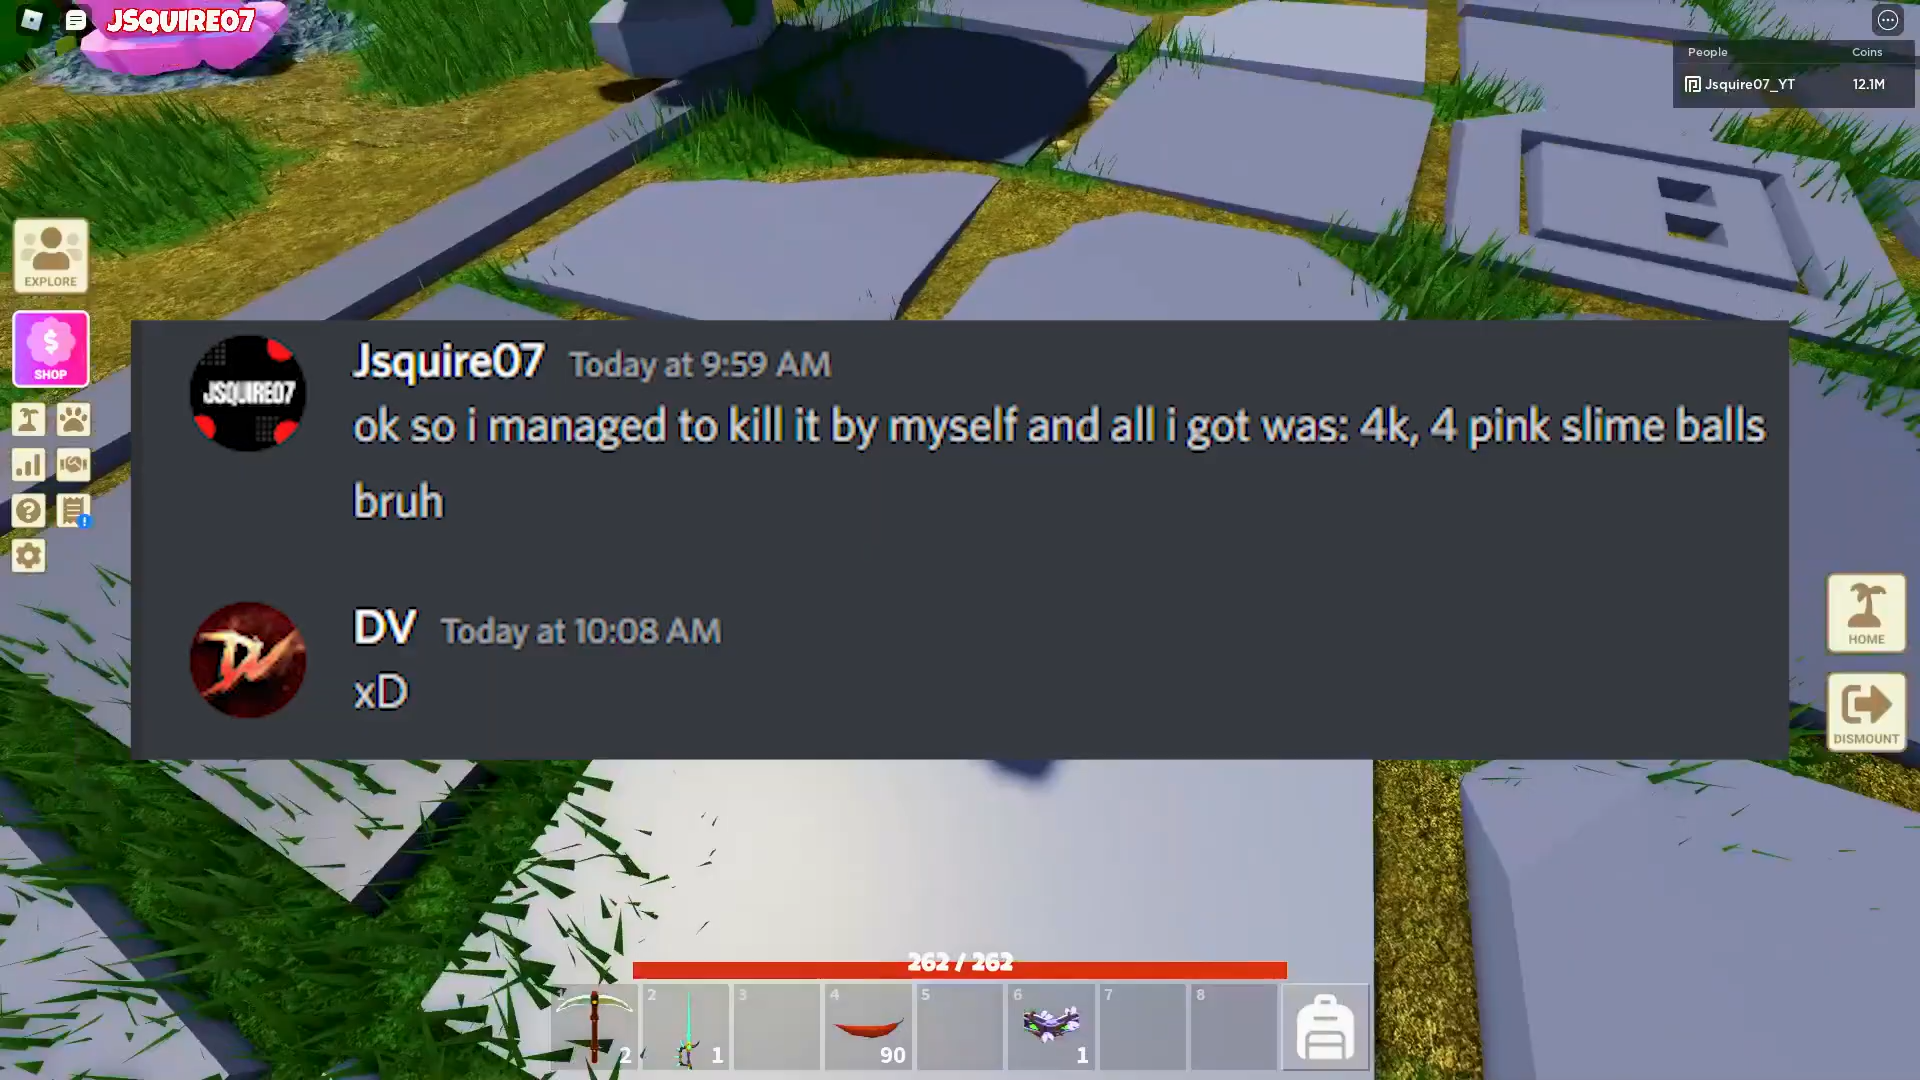 JSQUIRE07
People Coins
Jsquire07_YT 12.1M
EXPLORE
$
SHOP
?
!
JSQUIRE07
Jsquire07 Today at 9:59 AM
ok so i managed to kill it by myself and all i got was: 4k, 4 pink slime balls
bruh
DV
DV Today at 10:08 AM
xD
HOME
DISMOUNT
262 / 262
1 2 3 4 5 6 7 8
2 1 90 1